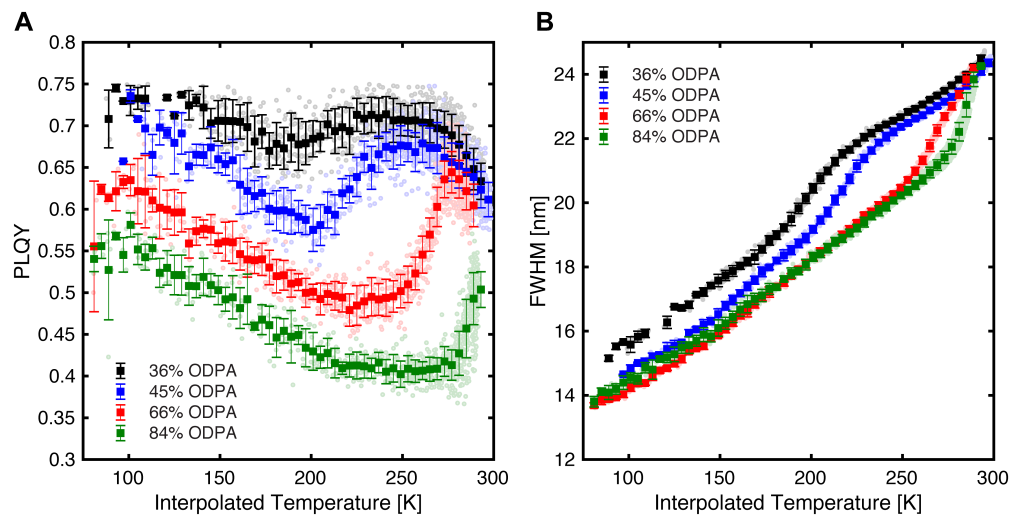 A
B
0.8
0.75
0.7
0.65
0.6
0.55
0.5
0.45
0.4
0.35
0.3
PLQY
36% ODPA
45% ODPA
66% ODPA
84% ODPA
100
150
200
250
300
Interpolated Temperature [K]
24
22
20
18
16
14
12
FWHM [nm]
36% ODPA
45% ODPA
66% ODPA
84% ODPA
100
150
200
250
300
Interpolated Temperature [K]